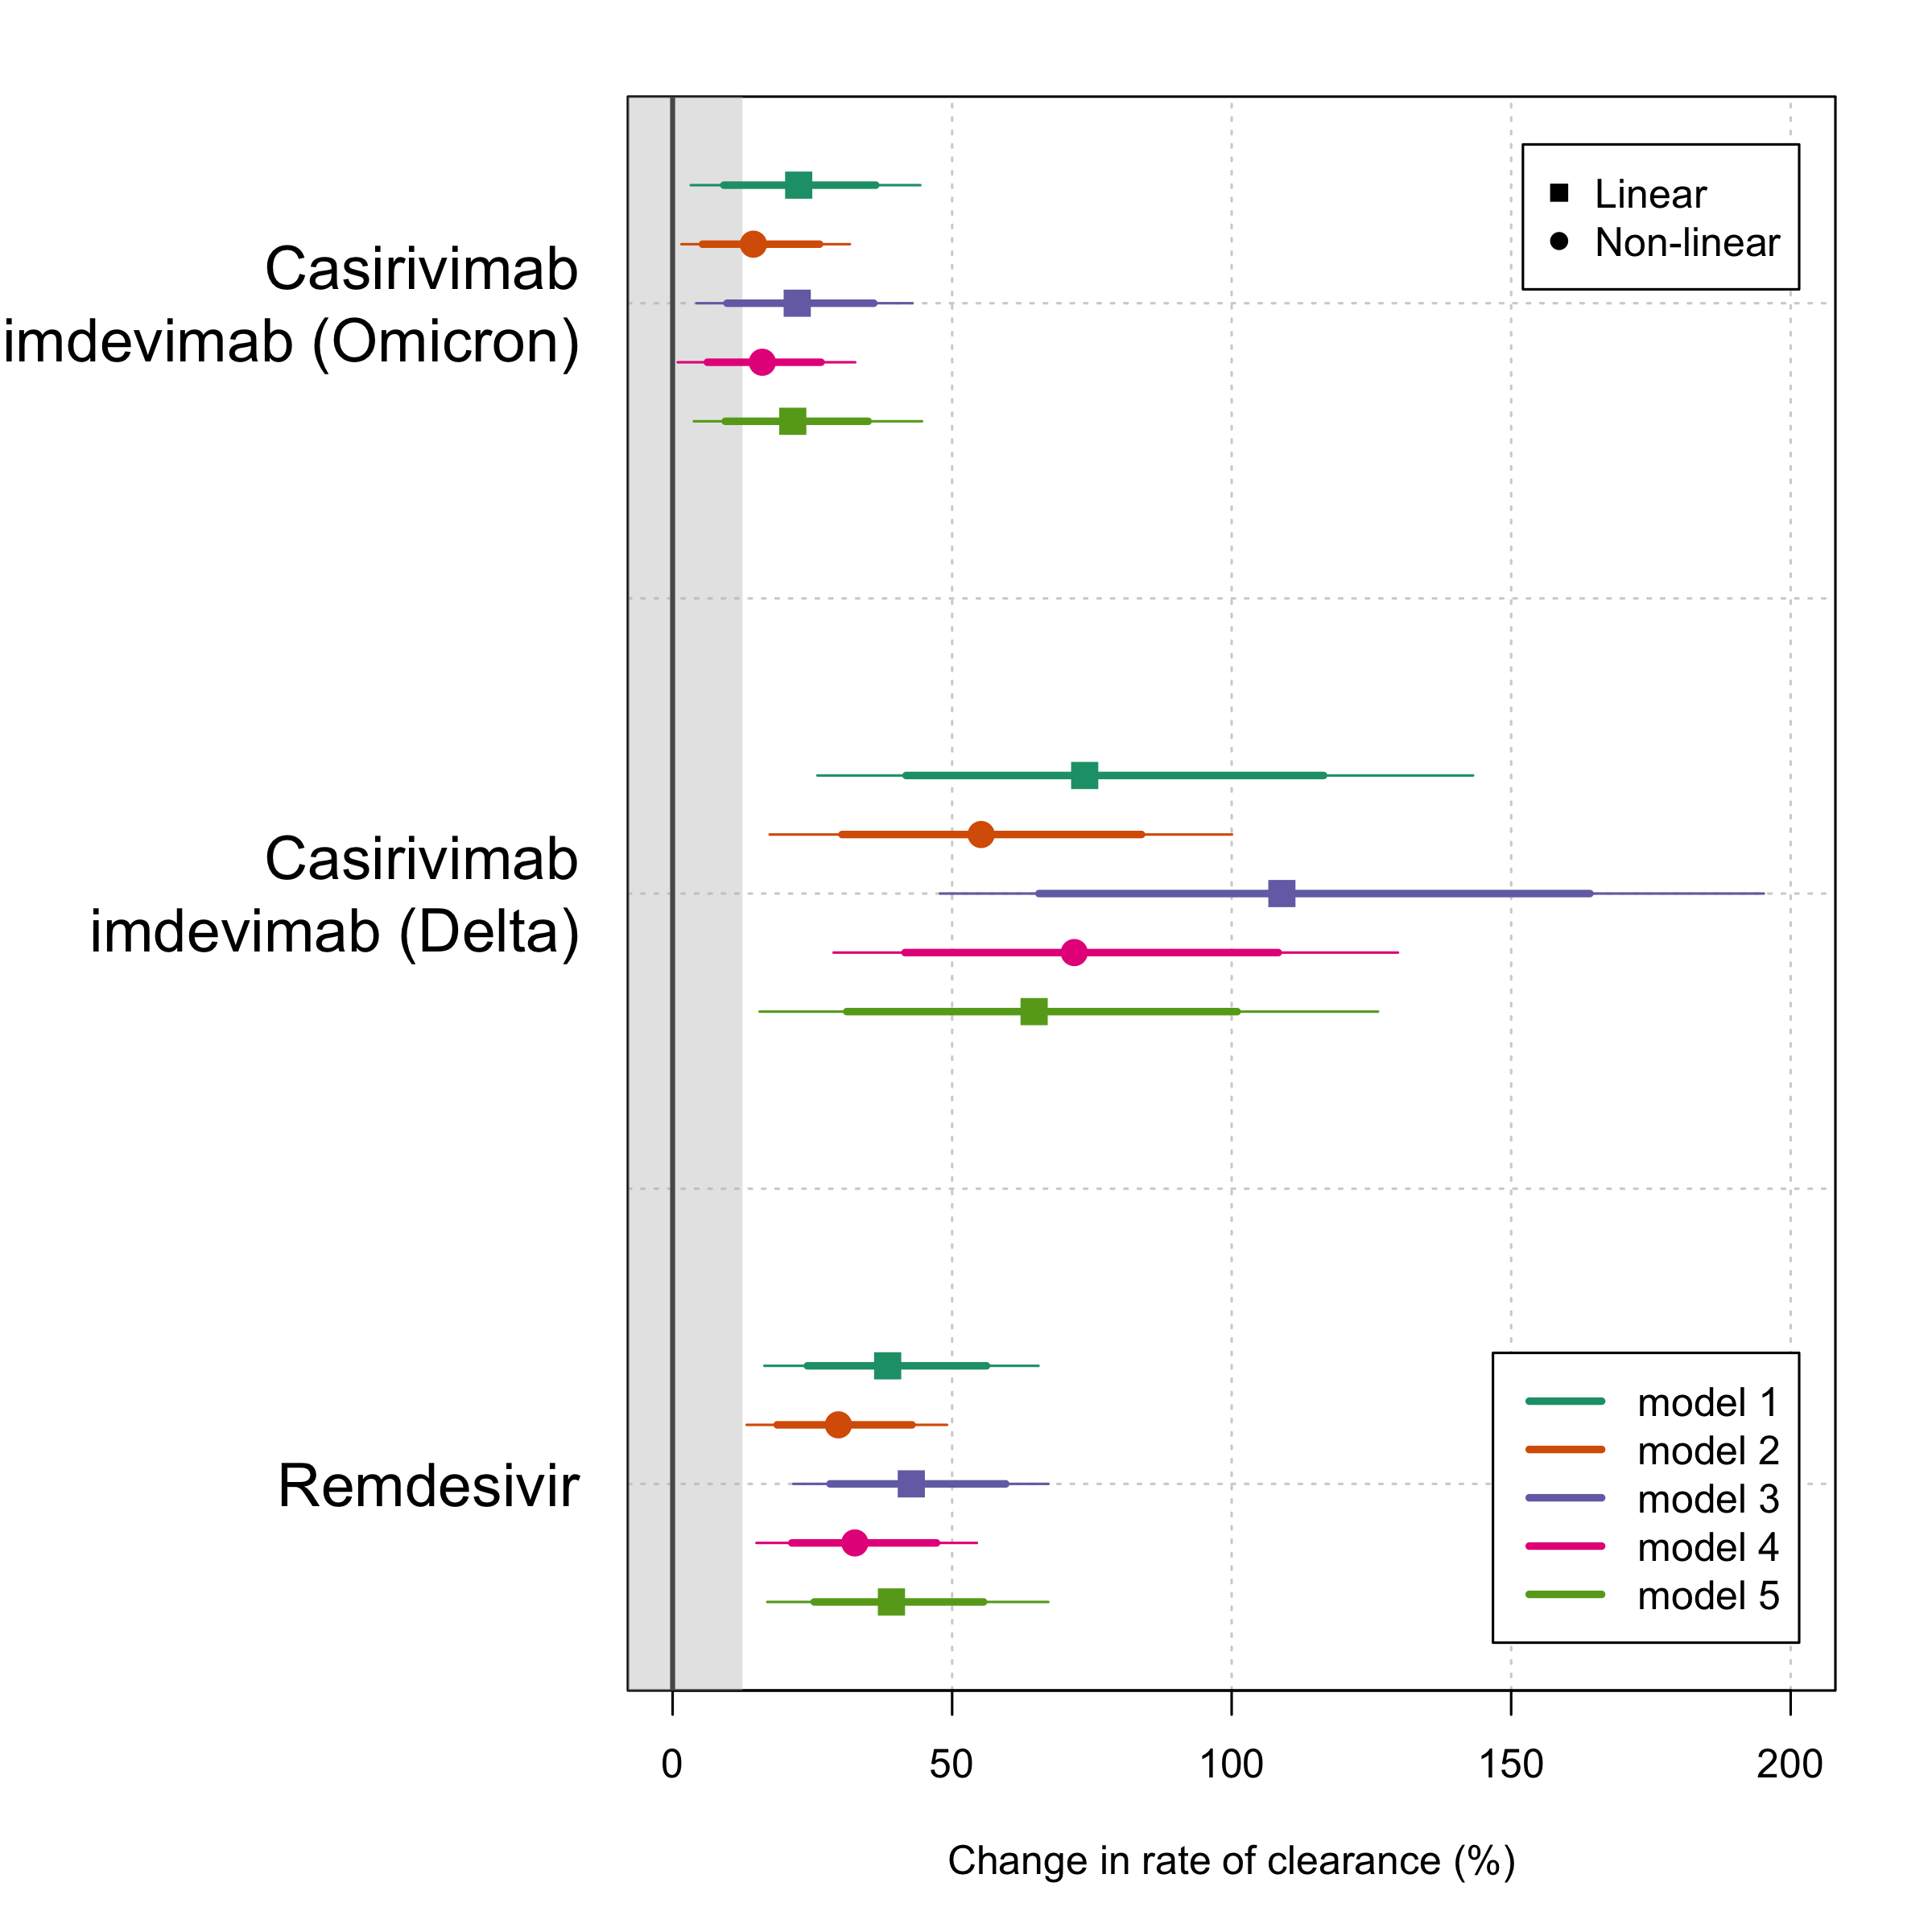 Linear
Non-linear
Casirivimab
imdevimab (Omicron)
Casirivimab
imdevimab (Delta)
Remdesivir
model 1
model 2
model 3
model 4
model 5
0 50 100 150 200
Change in rate of clearance (%)